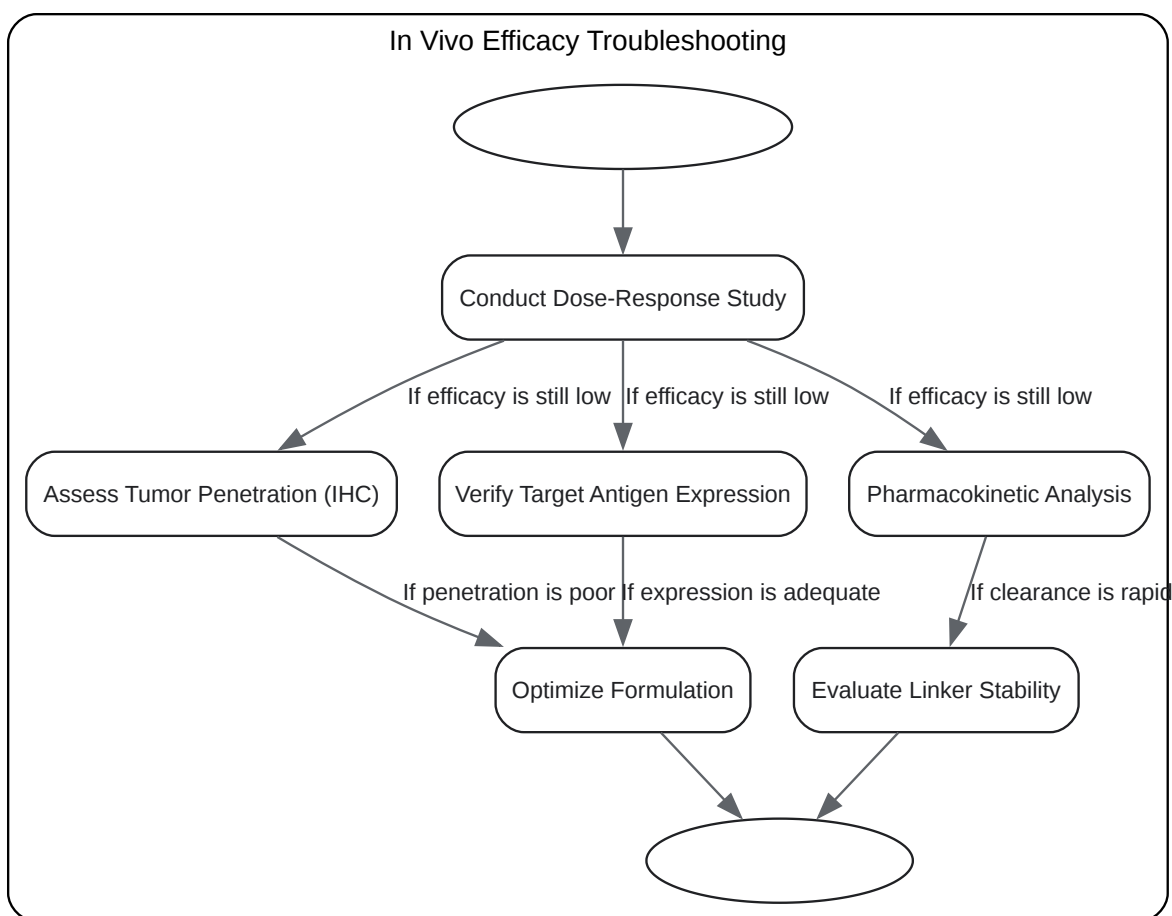 In Vivo Efficacy Troubleshooting
Conduct Dose-Response Study
If efficacy is still low
If efficacy is still low
If efficacy is still low
Assess Tumor Penetration (IHC)
Verify Target Antigen Expression
Pharmacokinetic Analysis
If penetration is poor
If expression is adequate
If clearance is rapid
Optimize Formulation
Evaluate Linker Stability